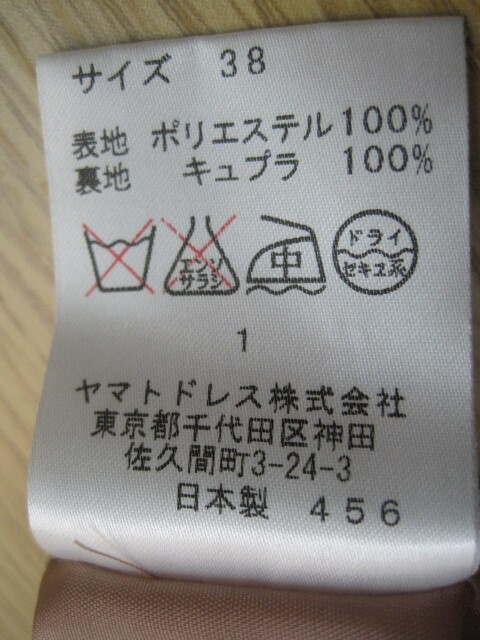 サイズ 38
表地 ポリエステル100%
裏地 キュプラ 100%
エンソサラシ
中
ドライ
セキユ系
1
ヤマトドレス株式会社
東京都千代田区神田
佐久間町3-24-3
日本製 456